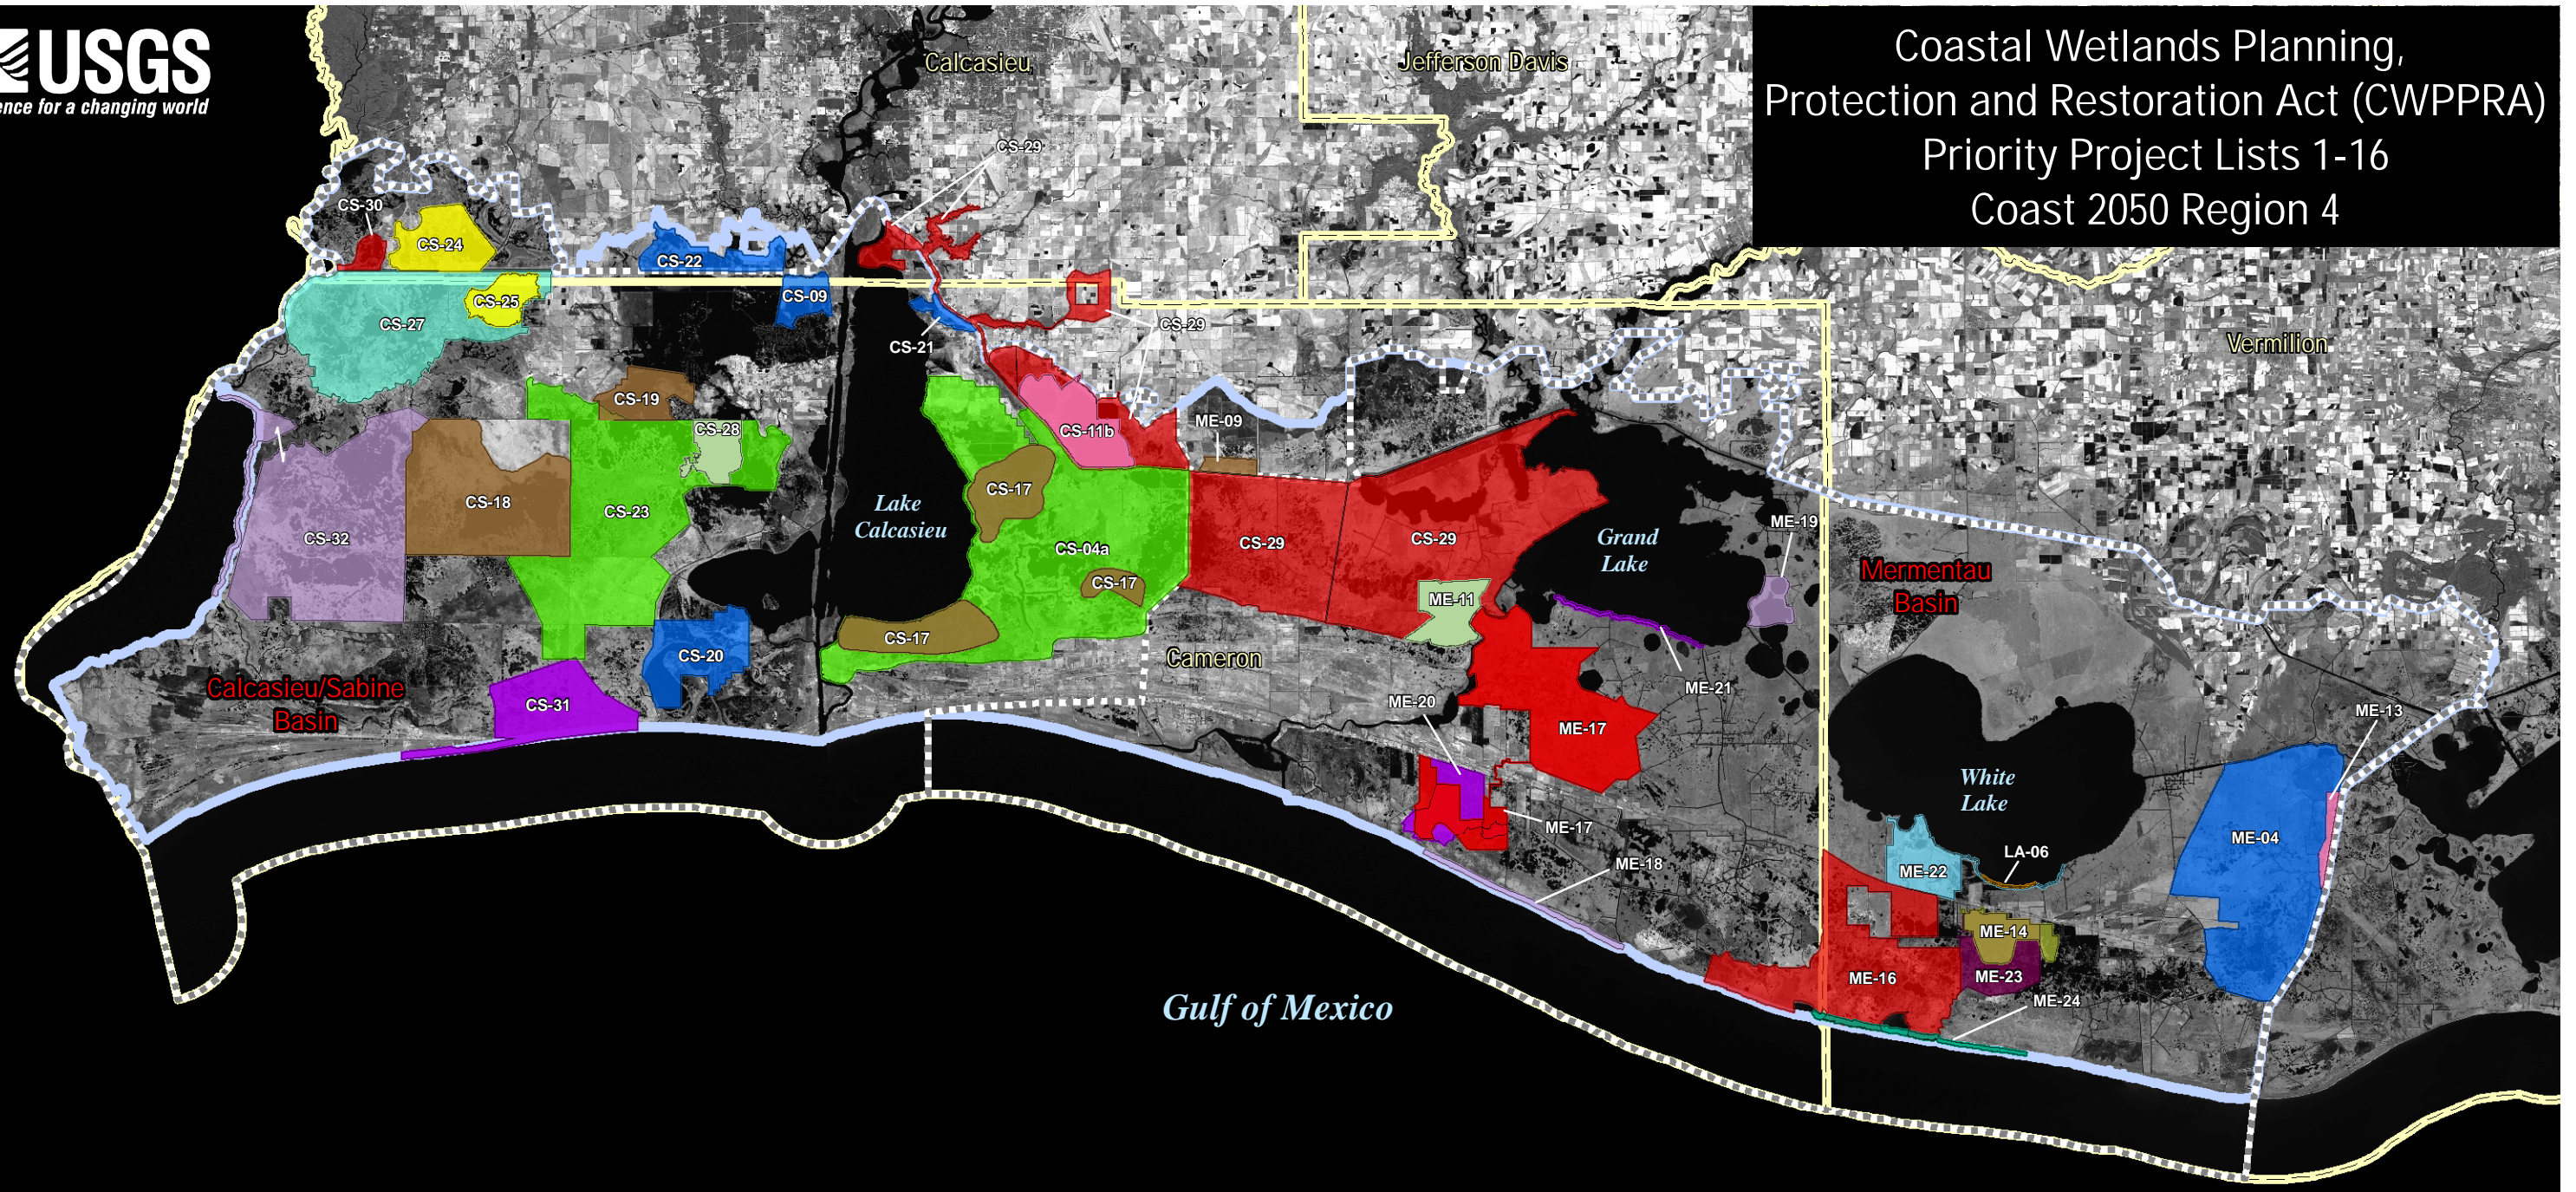 USGS
ence for a changing world
Coastal Wetlands Planning,
Protection and Restoration Act (CWPPRA)
Priority Project Lists 1-16
Coast 2050 Region 4
Calcasieu
Jefferson Davis
CS-29
CS-30
CS-24
CS-22
CS-25
CS-09
CS-27
CS-29
CS-21
Vermilion
CS-19
CS-28
CS-11b
ME-09
CS-17
CS-18
CS-23
Lake
Calcasieu
CS-32
CS-04a
CS-29
CS-29
Grand
Lake
ME-19
Mermentau
Basin
CS-17
ME-11
CS-17
CS-20
Cameron
Calcasieu/Sabine
Basin
CS-31
ME-21
ME-20
ME-17
ME-13
White
Lake
ME-17
ME-04
ME-18
LA-06
ME-22
ME-14
ME-16
ME-23
ME-24
Gulf of Mexico